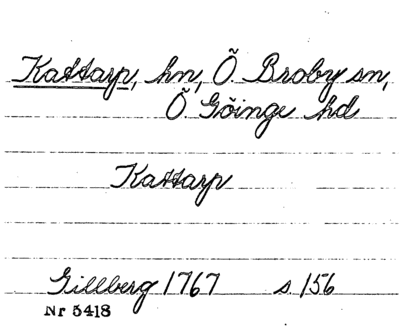 Kattarp, hn, Ö. Broby sn,
Ö. Göinge hd
Kattarp
Gillberg 1767 s. 156
Nr 5418